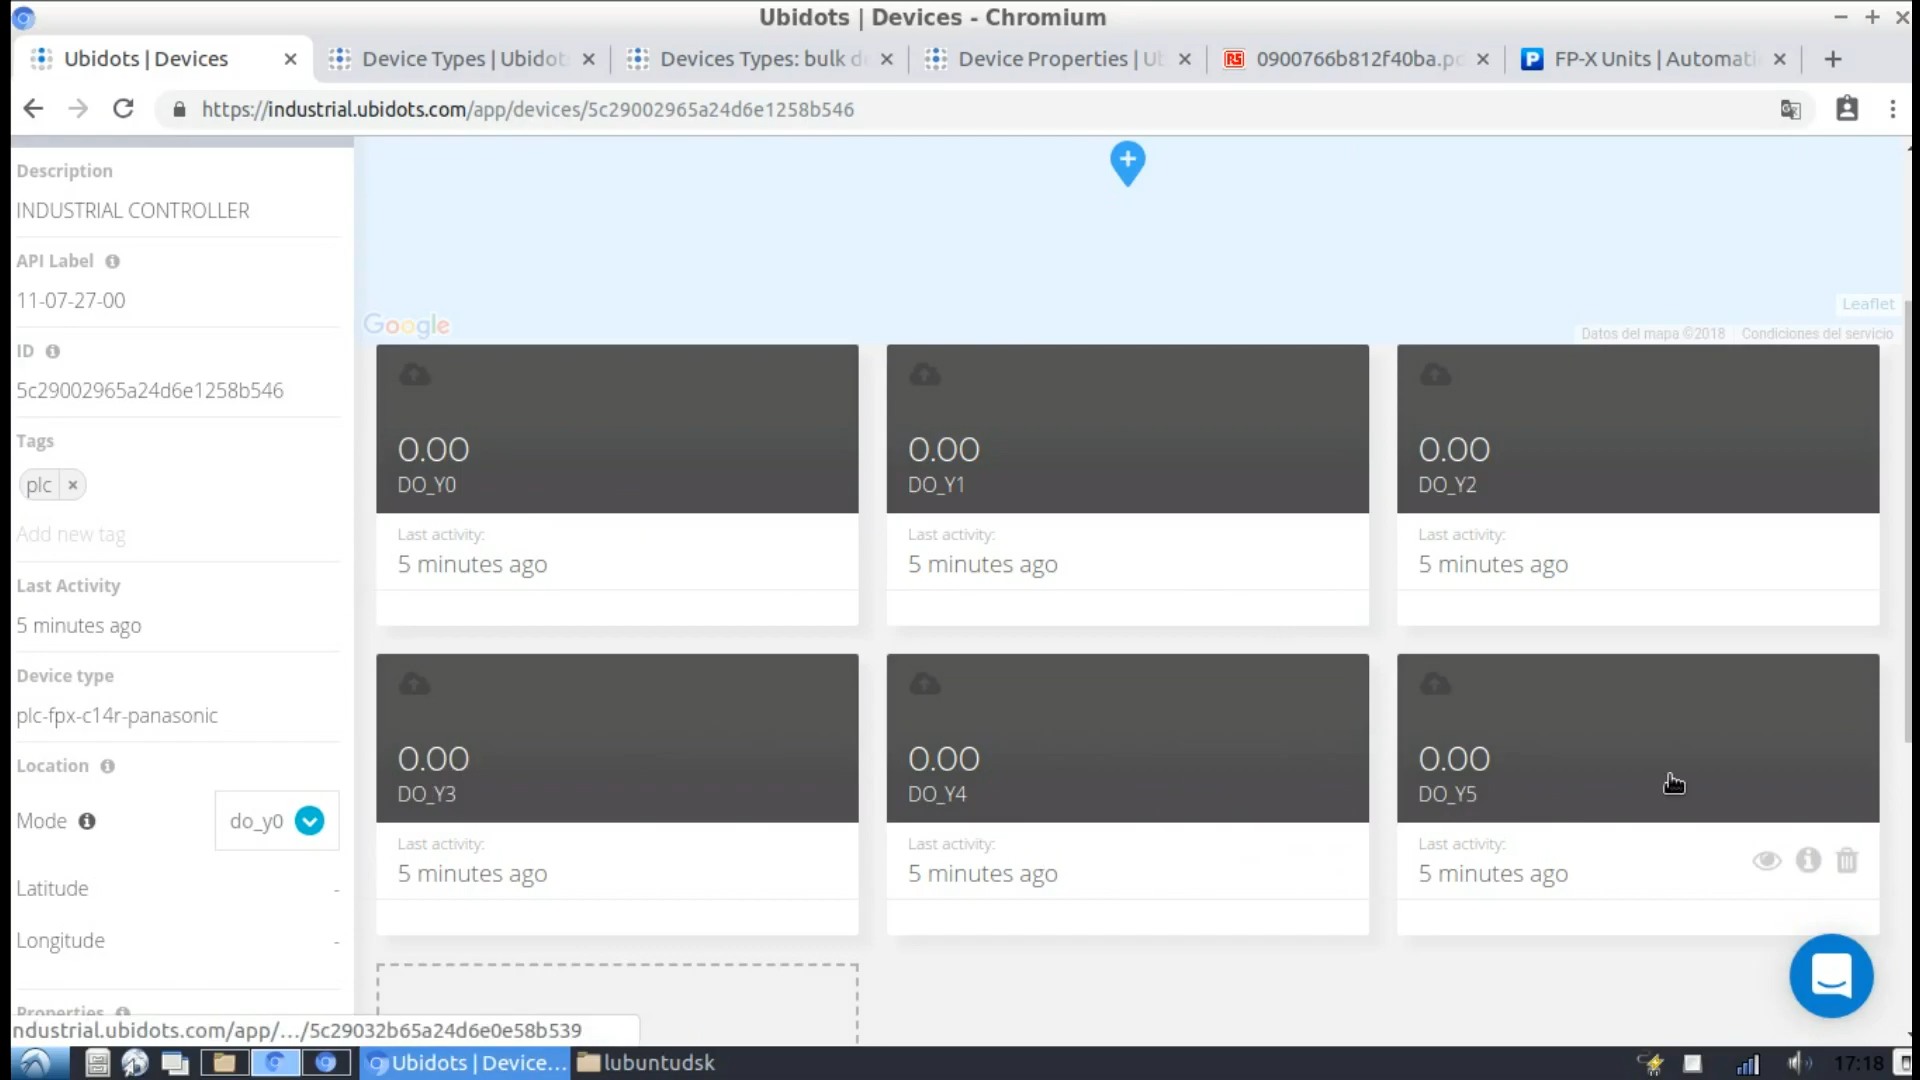 Ubidots | Devices - Chromium
Ubidots | Devices
Device Types | Ubidot
Devices Types: bulk d
Device Properties | Ub
0900766b812f40ba.p
FP-X Units | Automati
https://industrial.ubidots.com/app/devices/5c29002965a24d6e1258b546
Description
INDUSTRIAL CONTROLLER
API Label
11-07-27-00
ID
5c29002965a24d6e1258b546
Tags
plc ×
Add new tag
Last Activity
5 minutes ago
Device type
plc-fpx-c14r-panasonic
Location
Mode
do_y0
Latitude -
Longitude -
Properties
Google
Leaflet
Datos del mapa ©2018
Condiciones del servicio
0.00
DO_Y0
Last activity:
5 minutes ago
0.00
DO_Y1
Last activity:
5 minutes ago
0.00
DO_Y2
Last activity:
5 minutes ago
0.00
DO_Y3
Last activity:
5 minutes ago
0.00
DO_Y4
Last activity:
5 minutes ago
0.00
DO_Y5
Last activity:
5 minutes ago
ndustrial.ubidots.com/app/.../5c29032b65a24d6e0e58b539
Ubidots | Device...
lubuntudsk
17:18